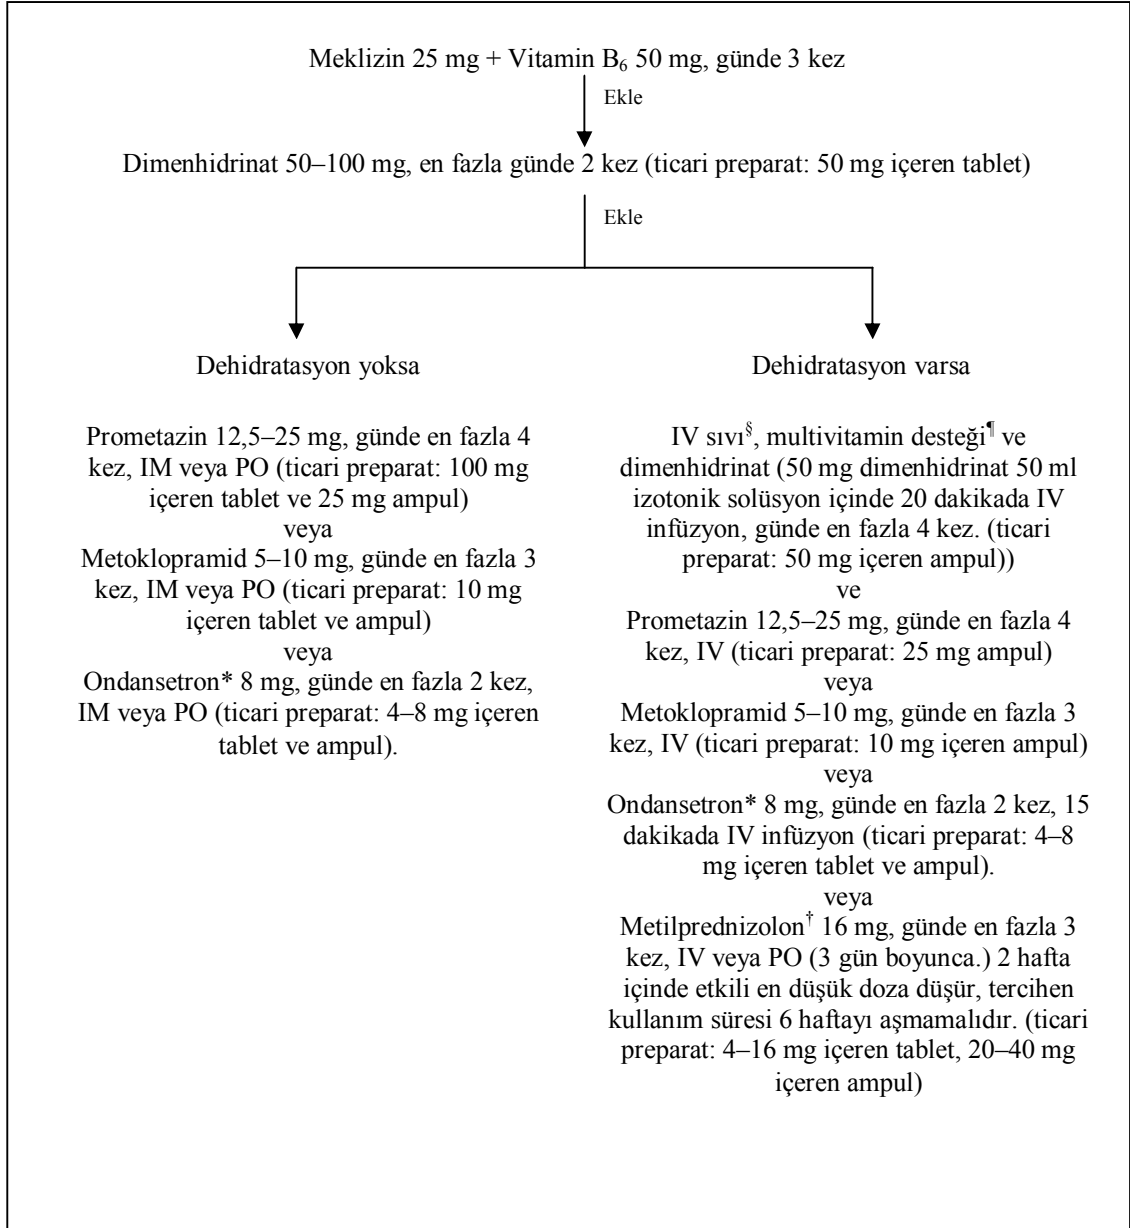 Meklizin 25 mg + Vitamin B₆ 50 mg, günde 3 kez
Ekle
Dimenhidrinat 50–100 mg, en fazla günde 2 kez (ticari preparat: 50 mg içeren tablet)
Ekle
Dehidratasyon yoksa
Prometazin 12,5–25 mg, günde en fazla 4
kez, IM veya PO (ticari preparat: 100 mg
içeren tablet ve 25 mg ampul)
veya
Metoklopramid 5–10 mg, günde en fazla 3
kez, IM veya PO (ticari preparat: 10 mg
içeren tablet ve ampul)
veya
Ondansetron* 8 mg, günde en fazla 2 kez,
IM veya PO (ticari preparat: 4–8 mg içeren
tablet ve ampul).
Dehidratasyon varsa
IV sıvı§, multivitamin desteği¶ ve
dimenhidrinat (50 mg dimenhidrinat 50 ml
izotonik solüsyon içinde 20 dakikada IV
infüzyon, günde en fazla 4 kez. (ticari
preparat: 50 mg içeren ampul))
ve
Prometazin 12,5–25 mg, günde en fazla 4
kez, IV (ticari preparat: 25 mg ampul)
veya
Metoklopramid 5–10 mg, günde en fazla 3
kez, IV (ticari preparat: 10 mg içeren ampul)
veya
Ondansetron* 8 mg, günde en fazla 2 kez, 15
dakikada IV infüzyon (ticari preparat: 4–8
mg içeren tablet ve ampul).
veya
Metilprednizolon† 16 mg, günde en fazla 3
kez, IV veya PO (3 gün boyunca.) 2 hafta
içinde etkili en düşük doza düşür, tercihen
kullanım süresi 6 haftayı aşmamalıdır. (ticari
preparat: 4–16 mg içeren tablet, 20–40 mg
içeren ampul)